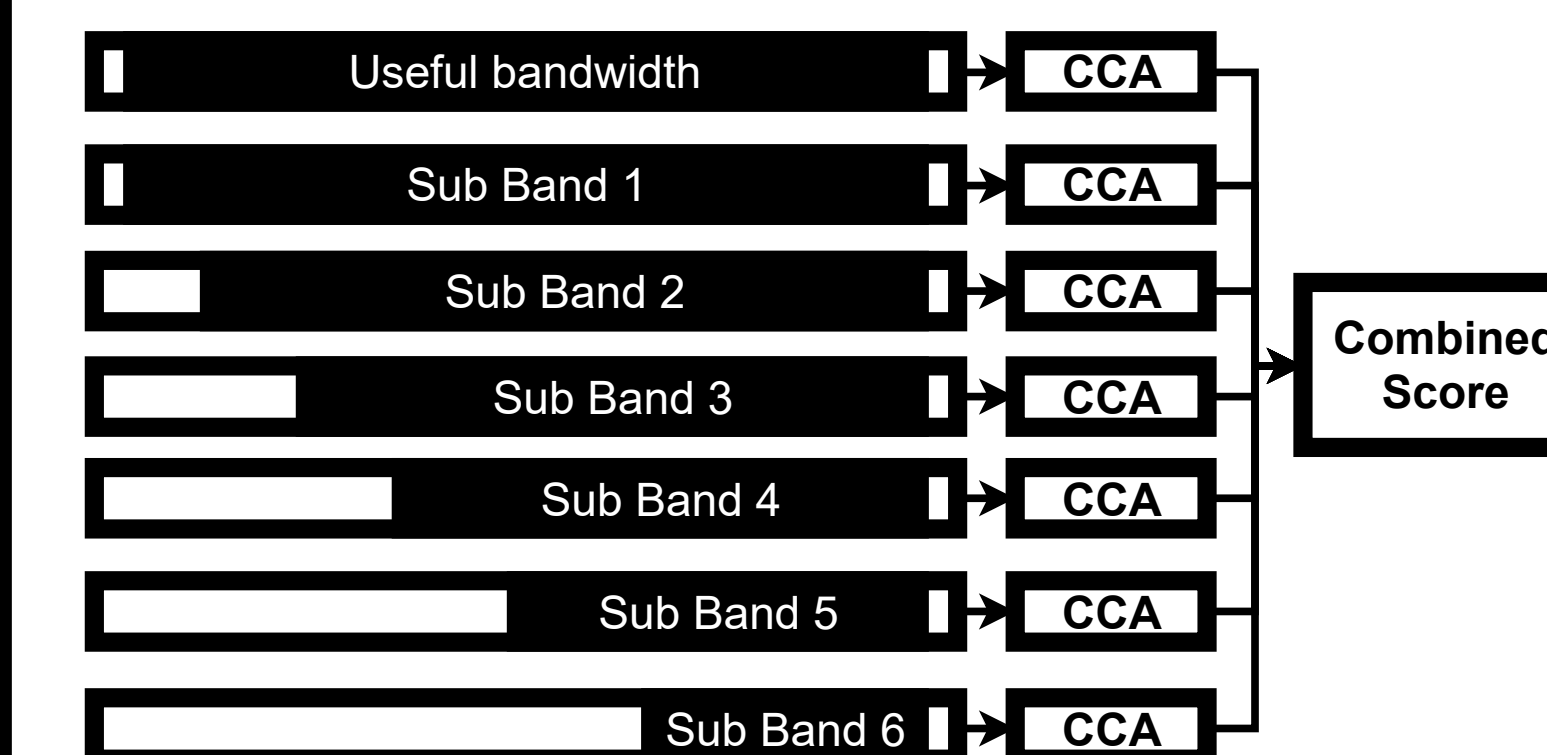 Useful bandwidth
CCA
Sub Band 1
CCA
Sub Band 2
CCA
Sub Band 3
CCA
Sub Band 4
CCA
Sub Band 5
CCA
Sub Band 6
CCA
Combined
Score